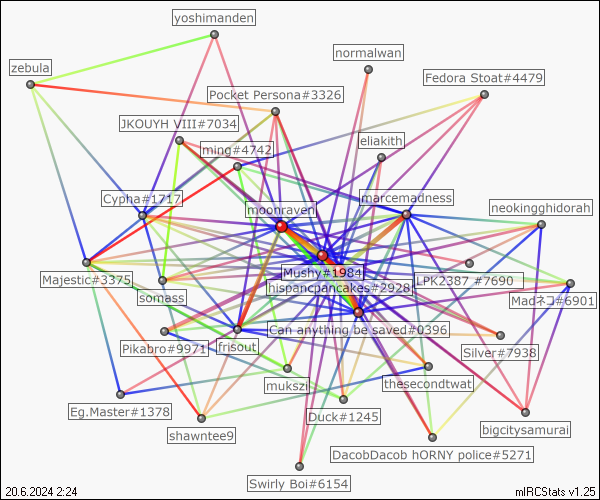 yoshimanden
normalwan
zebula
Fedora Stoat#4479
Pocket Persona#3326
JKOUYH VIII#7034
eliakith
ming#4742
Cypha#1717
marcemadness
moonraven
neokingghidorah
Mushy#1984
Majestic#3375
LPK2387 #7690
hispancpancakes#2928
somass
Madネコ#6901
Can anything be saved#0396
Pikabro#9971
frisout
Silver#7938
mukszil
thesecondtwat
Eg.Master#1378
Duck#1245
shawntee9
bigcitysamurai
DacobDacob hORNY police#5271
Swirly Boi#6154
20.6.2024 2:24
mIRCStats v1.25